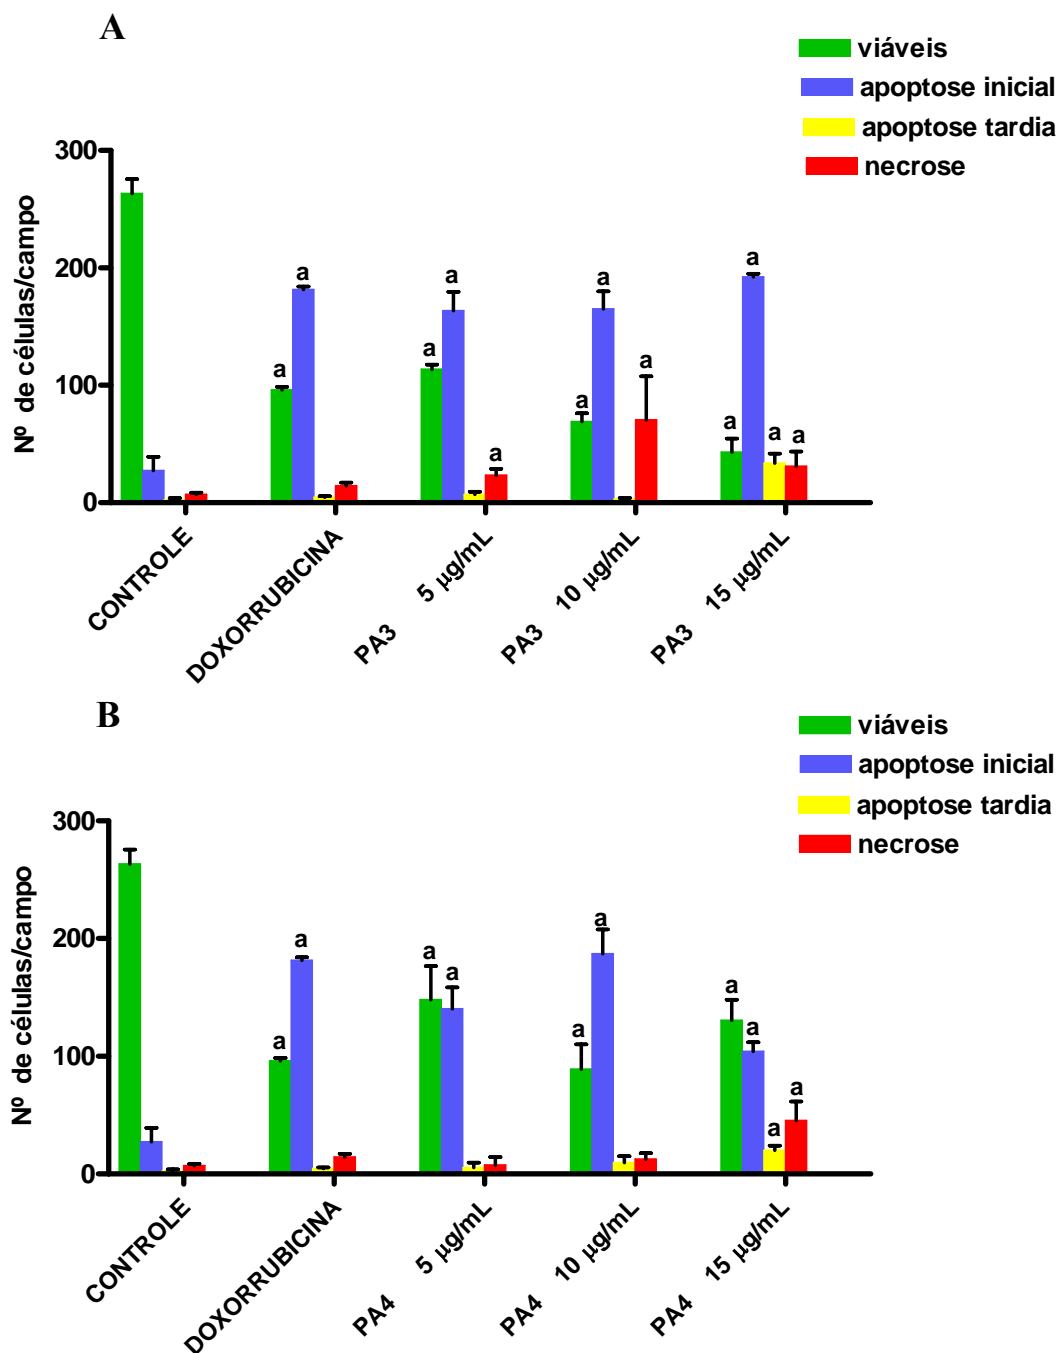 A
viáveis
apoptose inicial
apoptose tardia
necrose
Nº de células/campo
300
200
100
0
a
a
a
a
a
a
a
a
a
a
a
a
CONTROLE
DOXORRUBICINA
PA3 5 µg/mL
PA3 10 µg/mL
PA3 15 µg/mL
B
viáveis
apoptose inicial
apoptose tardia
necrose
Nº de células/campo
300
200
100
0
a
a
a
a
a
a
a
a
a
a
CONTROLE
DOXORRUBICINA
PA4 5 µg/mL
PA4 10 µg/mL
PA4 15 µg/mL